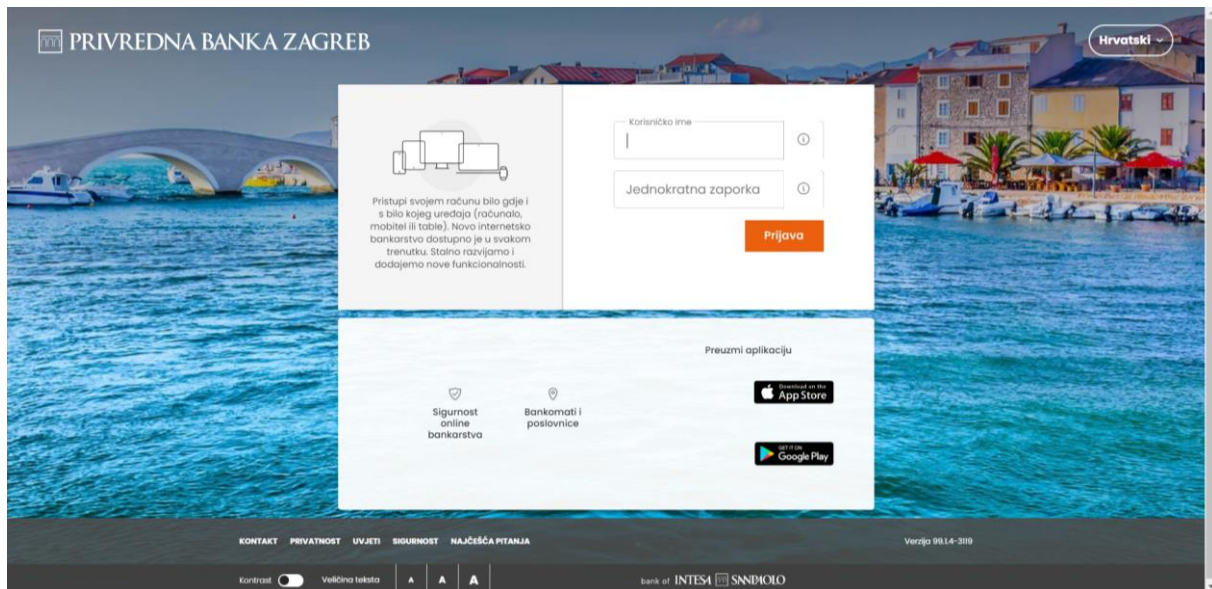 PRIVREDNA BANKA ZAGREB
Hrvatski
Korisničko ime
Jednokratna zaporka
Prijava
Pristupi svojem računu bilo gdje i
s bilo kojeg uređaja (računalo,
mobitel ili table). Novo internetsko
bankarstvo dostupno je u svakom
trenutku. Stalno razvijamo i
dodajemo nove funkcionalnosti.
Preuzmi aplikaciju
Download on the
App Store
GET IT ON
Google Play
Sigurnost
online
bankarstva
Bankomati i
poslovnice
KONTAKT PRIVATNOST UVJETI SIGURNOST NAJČEŠĆA PITANJA
Verzija 99.1.4-3119
Kontrast Veličina teksta A A A
bank of INTESA SANPAOLO